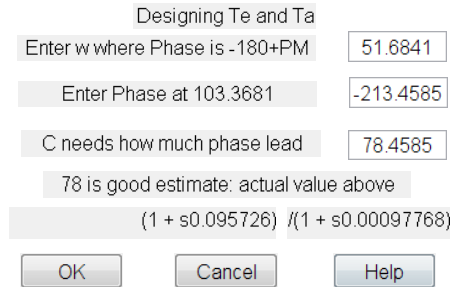 Designing Te and Ta
Enter w where Phase is -180+PM 51.6841
Enter Phase at 103.3681 -213.4585
C needs how much phase lead 78.4585
78 is good estimate: actual value above
(1 + s0.095726) /(1 + s0.00097768)
OK Cancel Help